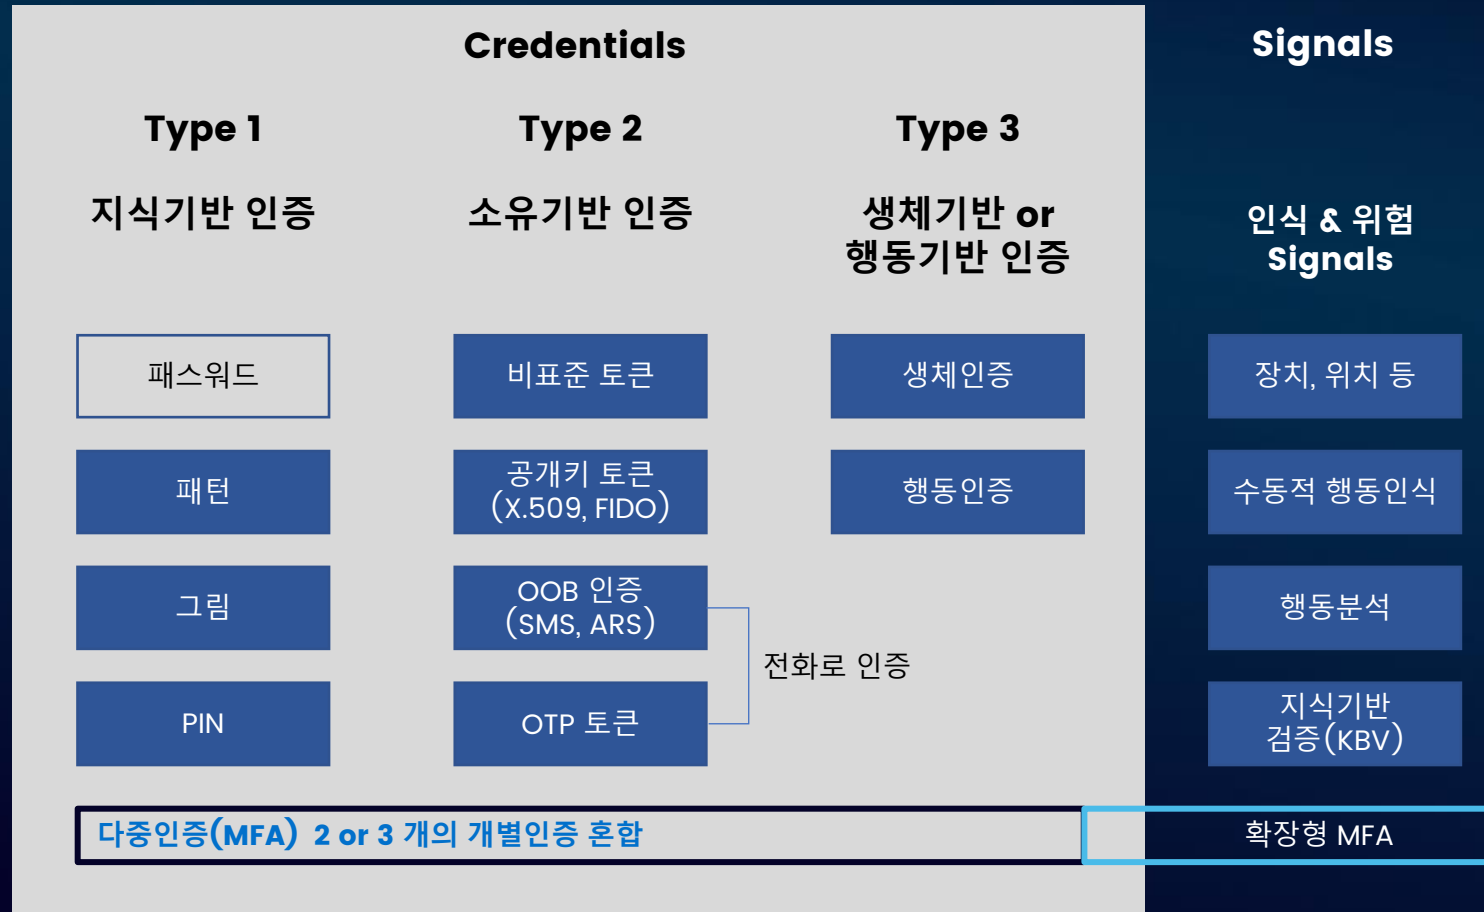 Credentials
Signals
Type 1
Type 2
Type 3
지식기반 인증
소유기반 인증
생체기반 or
행동기반 인증
인식 & 위험
Signals
패스워드
비표준 토큰
생체인증
장치, 위치 등
패턴
공개키 토큰
(X.509, FIDO)
행동인증
수동적 행동인식
그림
OOB 인증
(SMS, ARS)
행동분석
전화로 인증
PIN
OTP 토큰
지식기반
검증(KBV)
다중인증(MFA) 2 or 3 개의 개별인증 혼합
확장형 MFA